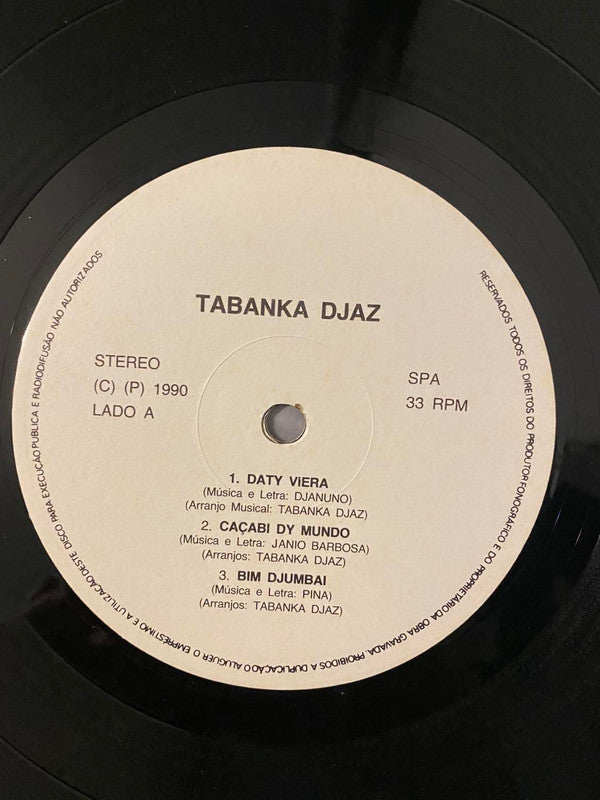 TABANKA DJAZ
STEREO
(C) (P) 1990
LADO A
SPA
33 RPM
1. DATY ViERA
(Música e Letra: DJANUNO)
(Arranjo Musical: TABANKA DJAZ)
2. CAÇABI DY MUNDO
(Música e Letra: JANIO BARBOSA)
(Arranjos: TABANKA DJAZ)
3. BIM DJUMBAI
(Música e Letra: PINA)
(Arranjos: TABANKA DJAZ)
RESERVADOS TODOS OS DIREITOS DO PRODUTOR FONOGRÁFICO E DO PROPRIETÁRIO DA OBRA GRAVADA. PROIBIDOS A DUPLICAÇÃO O ALUGUER O EMPRÉSTIMO E A UTILIZAÇÃO DESTE DISCO PARA EXECUÇÃO PÚBLICA E RADIODIFUSÃO NÃO AUTORIZADOS